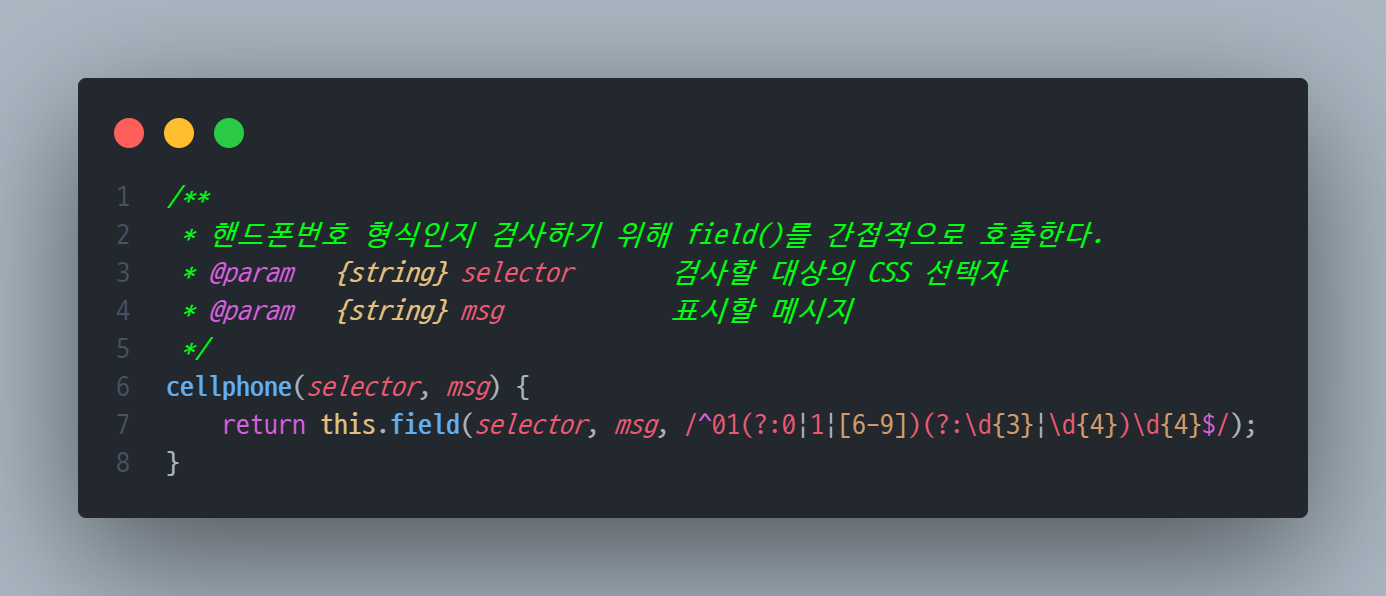 1 /**
2  * 핸드폰번호 형식인지 검사하기 위해 field()를 간접적으로 호출한다.
3  * @param   {string} selector       검사할 대상의 CSS 선택자
4  * @param   {string} msg            표시할 메시지
5  */
6 cellphone(selector, msg) {
7     return this.field(selector, msg, /^01(?:0|1|[6-9])(?:\d{3}|\d{4})\d{4}$/);
8 }